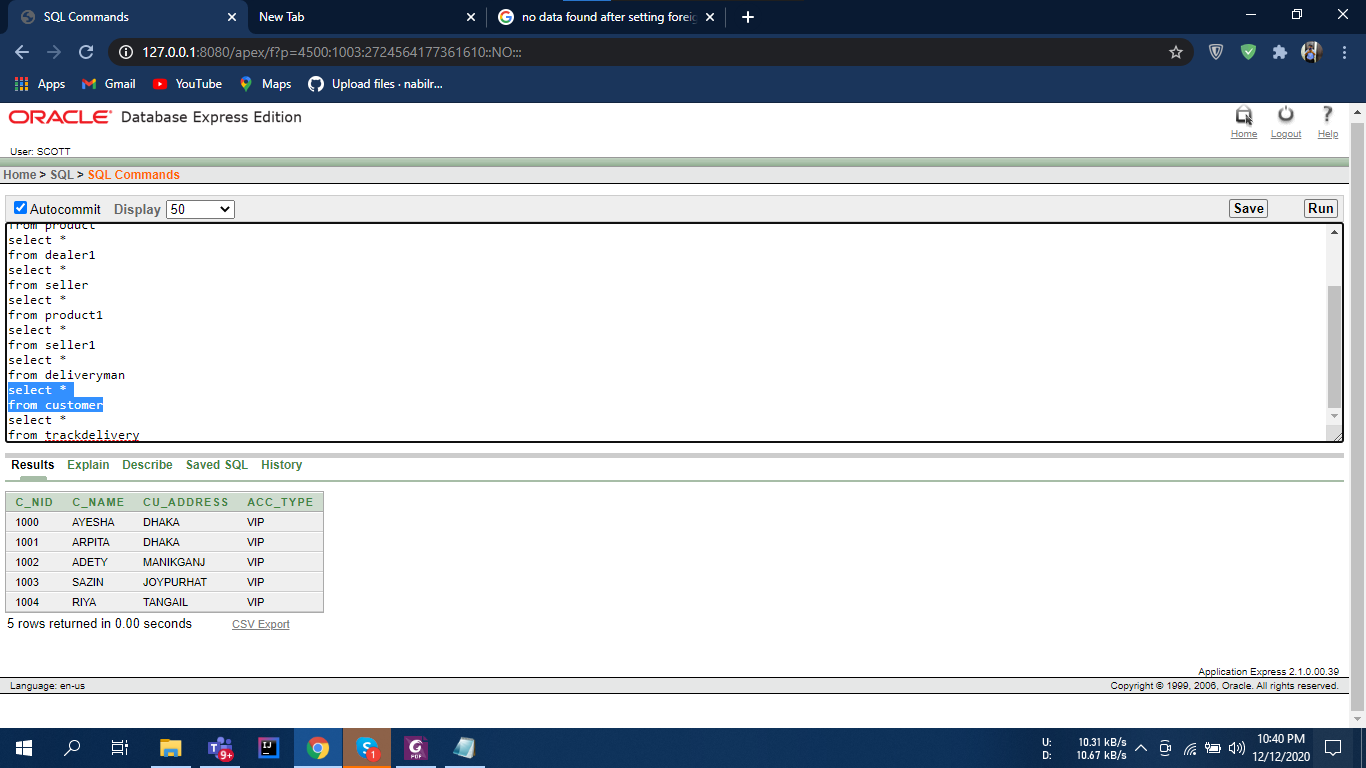 SQL Commands
New Tab
no data found after setting foreig
127.0.0.1:8080/apex/f?p=4500:1003:2724564177361610::NO:::
Apps
Gmail
YouTube
Maps
Upload files · nabilr...
ORACLE Database Express Edition
Home
Logout
Help
User: SCOTT
Home > SQL > SQL Commands
Autocommit Display 50
Save
Run
from product
select *
from dealer1
select *
from seller
select *
from product1
select *
from seller1
select *
from deliveryman
select *
from customer
select *
from trackdelivery
Results Explain Describe Saved SQL History
C_NID C_NAME CU_ADDRESS ACC_TYPE
1000 AYESHA DHAKA VIP
1001 ARPITA DHAKA VIP
1002 ADETY MANIKGANJ VIP
1003 SAZIN JOYPURHAT VIP
1004 RIYA TANGAIL VIP
5 rows returned in 0.00 seconds CSV Export
Application Express 2.1.0.00.39
Language: en-us Copyright © 1999, 2006, Oracle. All rights reserved.
9+
IJ
1
PDF
U: 10.31 kB/s
D: 10.67 kB/s
10:40 PM
12/12/2020